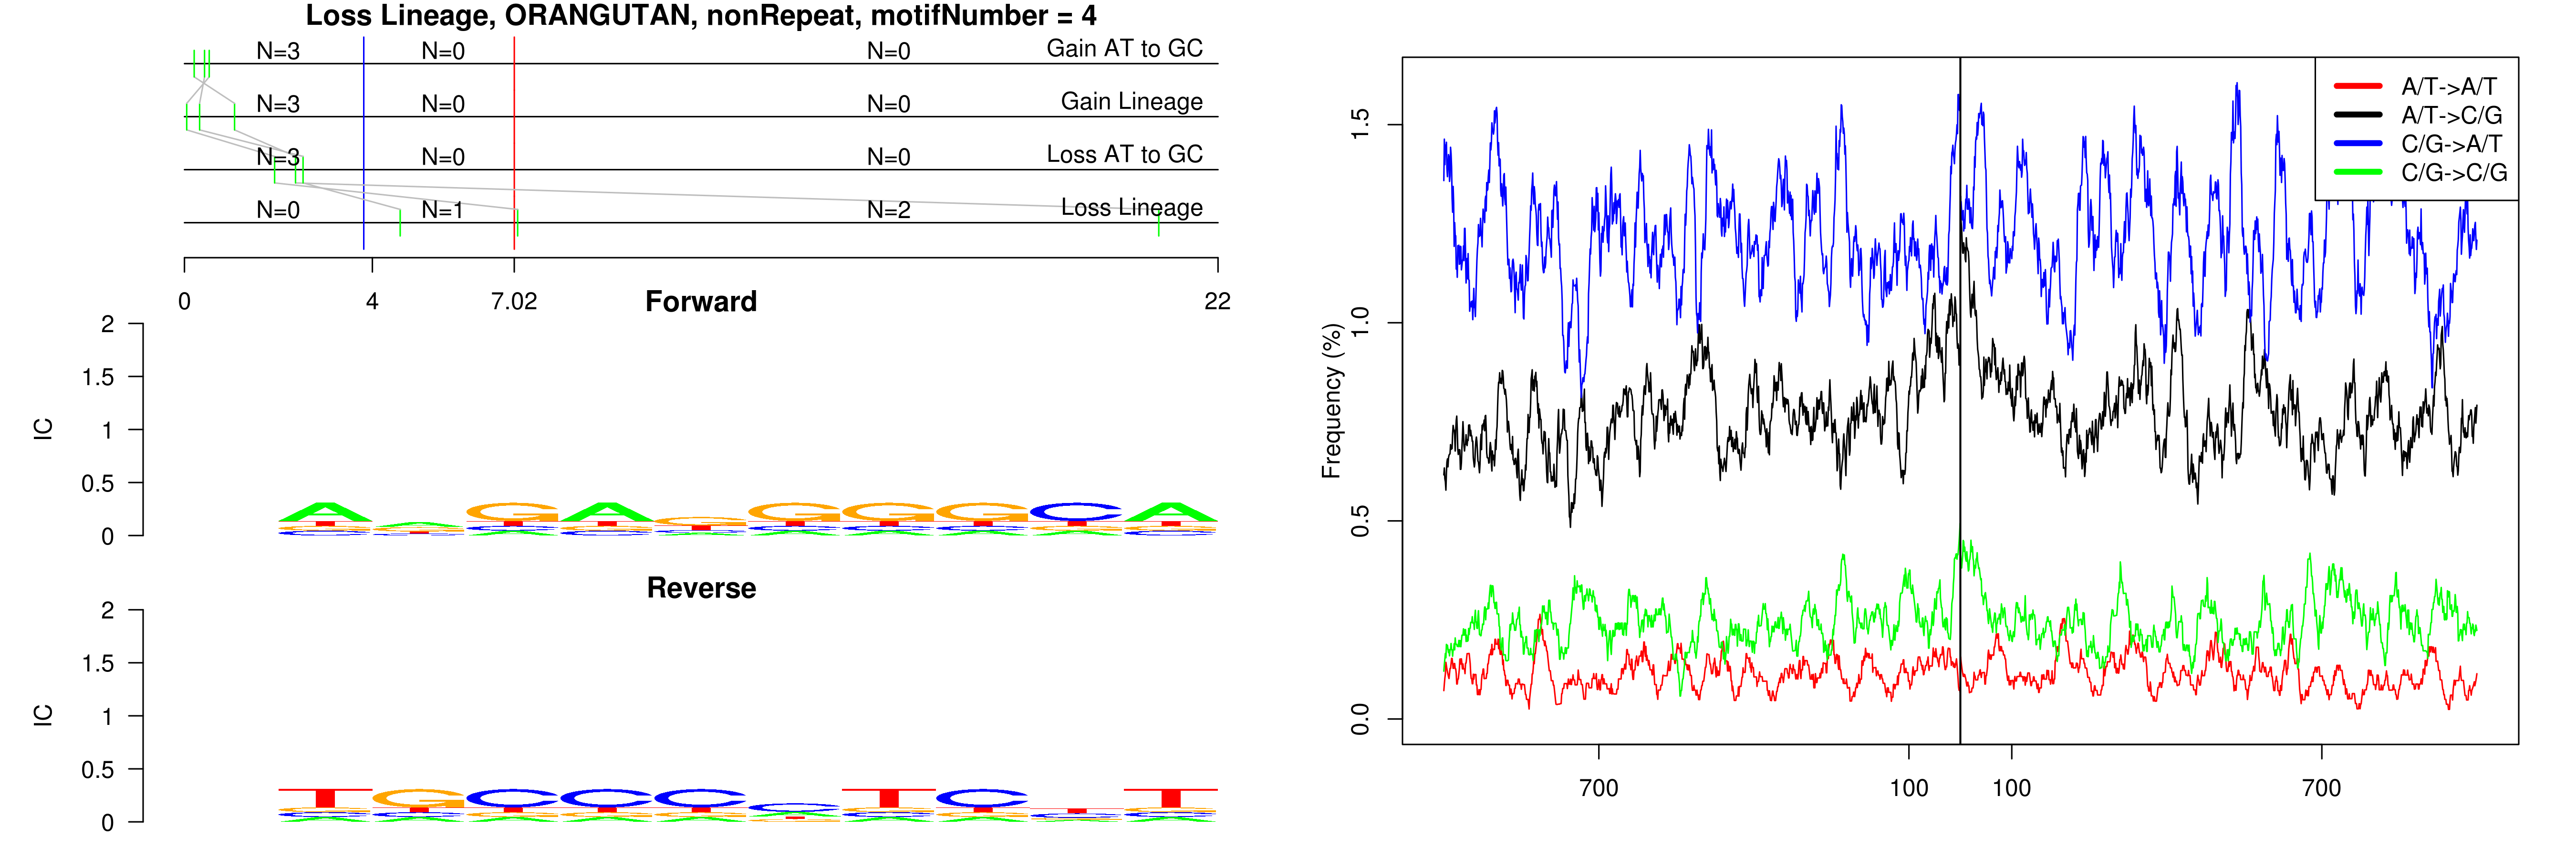 Loss Lineage, ORANGUTAN, nonRepeat, motifNumber = 4
N=3 N=0 N=0 Gain AT to GC
N=3 N=0 N=0 Gain Lineage
N=3 N=0 N=0 Loss AT to GC
N=0 N=1 N=2 Loss Lineage
0 4 7.02 22
Forward
2
1.5
1
0.5
0
IC
A A G A G G G G C A
Reverse
2
1.5
1
0.5
0
IC
T G C C C C T C T T
Frequency (%)
1.5
1.0
0.5
0.0
700 100 100 700
A/T->A/T
A/T->C/G
C/G->A/T
C/G->C/G